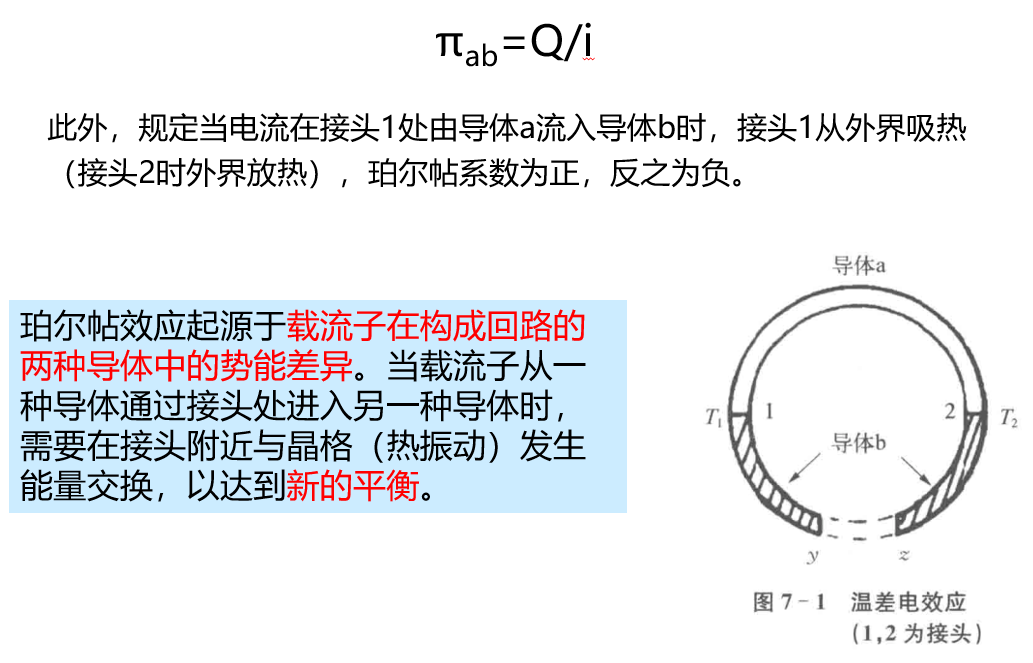 πab=Q/i
此外，规定当电流在接头1处由导体a流入导体b时，接头1从外界吸热
（接头2时外界放热），珀尔帖系数为正，反之为负。
珀尔帖效应起源于载流子在构成回路的
两种导体中的势能差异。当载流子从一
种导体通过接头处进入另一种导体时，
需要在接头附近与晶格（热振动）发生
能量交换，以达到新的平衡。
导体a
T1 1 2 T2
导体b
y z
图 7-1 温差电效应
(1,2 为接头)